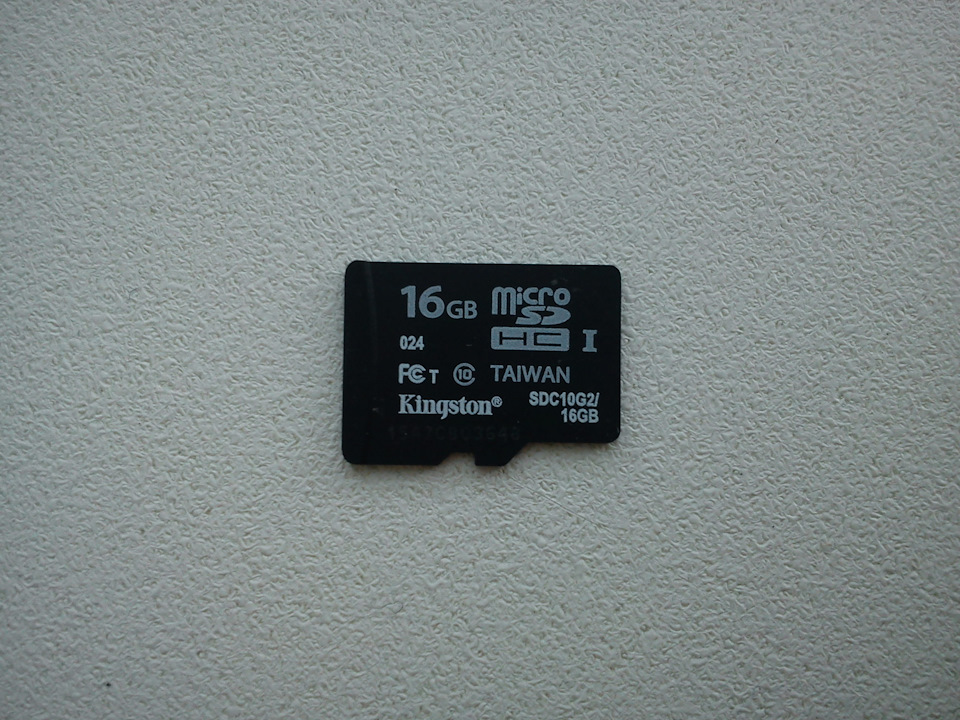 16GB micro SD
HC I
024
FC T 10 TAIWAN
Kingston® SDC10G2/
16GB